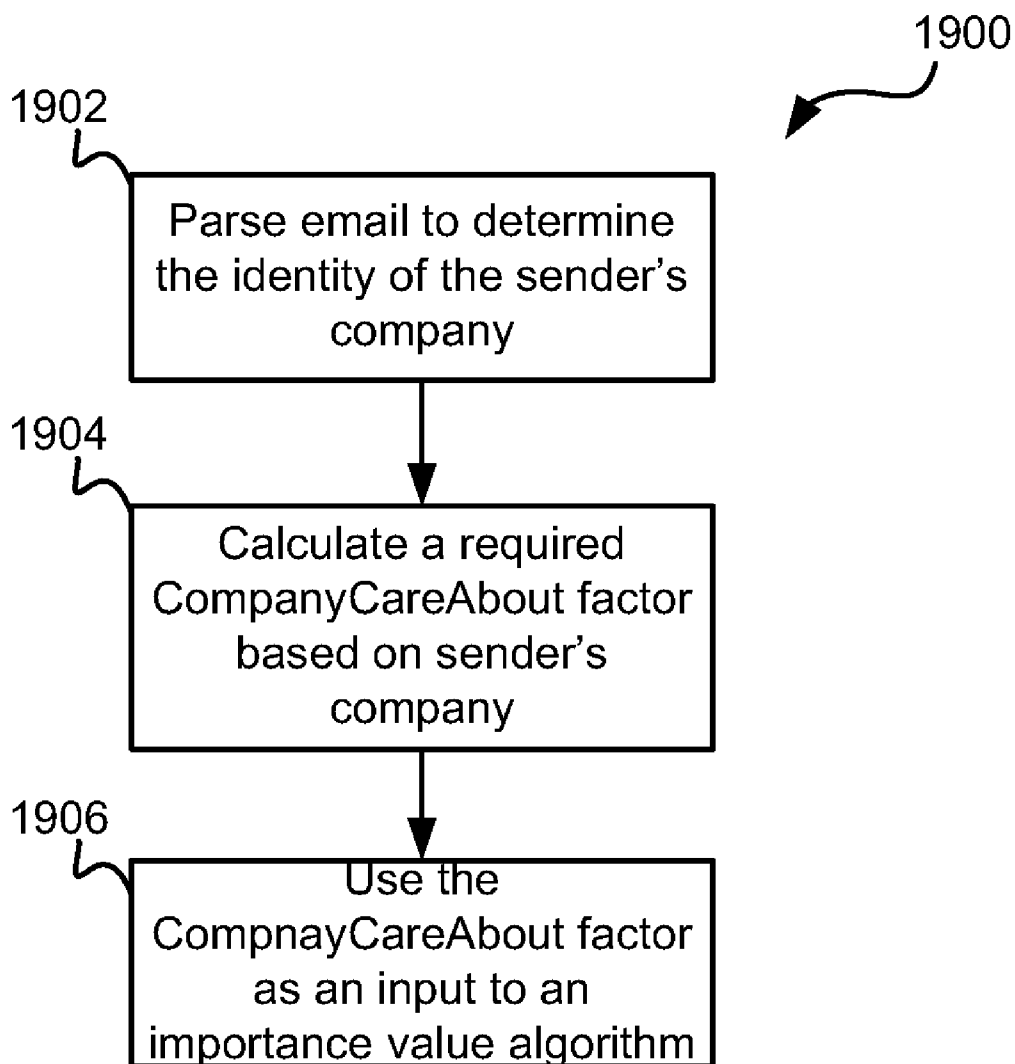 1900
1902
Parse email to determine
the identity of the sender’s
company
1904
Calculate a required
CompanyCareAbout factor
based on sender’s
company
1906
Use the
CompnayCareAbout factor
as an input to an
importance value algorithm